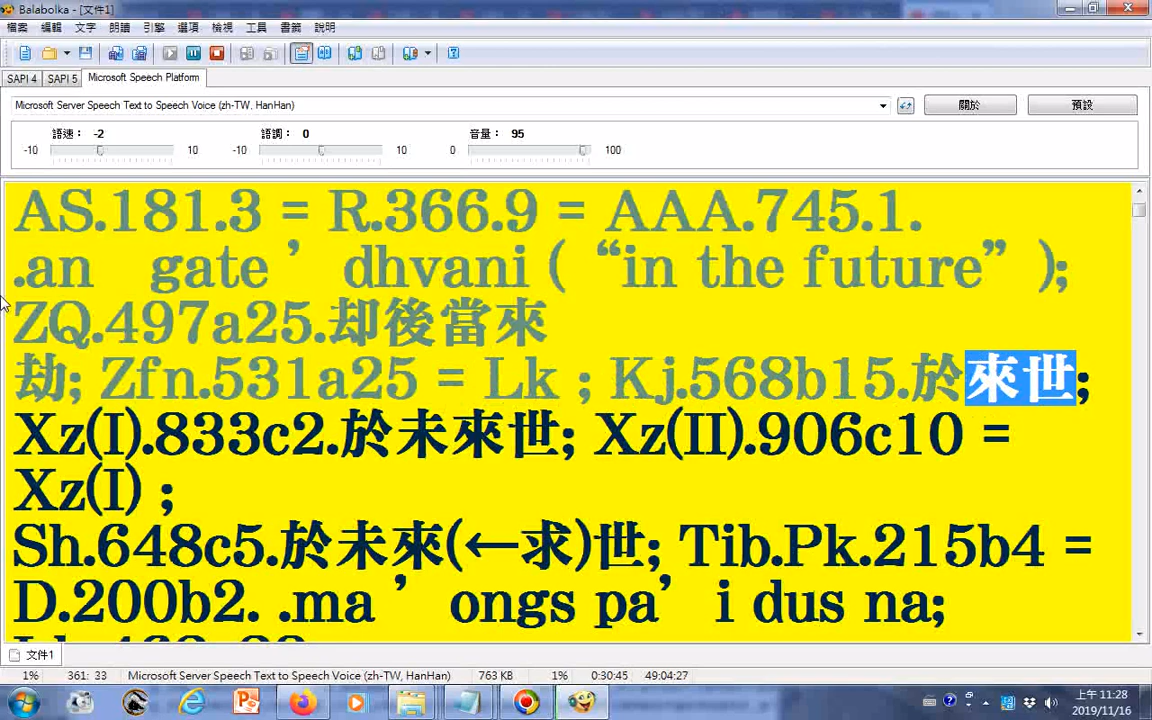 Balabolka - [文件1]
檔案 編輯 文字 朗讀 引擎 選項 檢視 工具 書籤 說明
SAPI 4 SAPI 5 Microsoft Speech Platform
Microsoft Server Speech Text to Speech Voice (zh-TW, HanHan)
關於 預設
語速： -2 語調： 0 音量： 95
-10 10 -10 10 0 100
AS.181.3 = R.366.9 = AAA.745.1.
.an gate ’ dhvani (“in the future”);
ZQ.497a25.却後當來
劫; Zfn.531a25 = Lk ; Kj.568b15.於來世;
Xz(I).833c2.於未來世; Xz(II).906c10 =
Xz(I) ;
Sh.648c5.於未來(←求)世; Tib.Pk.215b4 =
D.200b2. .ma ’ ongs pa’ i dus na;
文件1
1% 361: 33 Microsoft Server Speech Text to Speech Voice (zh-TW, HanHan) 763 KB 1% 0:30:45 49:04:27
上午 11:28
2019/11/16